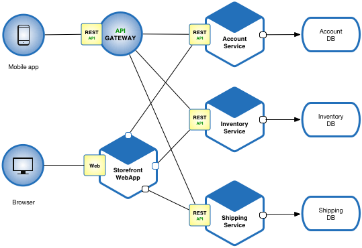 Mobile app
REST
API
API
GATEWAY
REST
API
Account
Service
Account
DB
REST
API
Inventory
Service
Inventory
DB
Web
Storefront
WebApp
Browser
REST
API
Shipping
Service
Shipping
DB